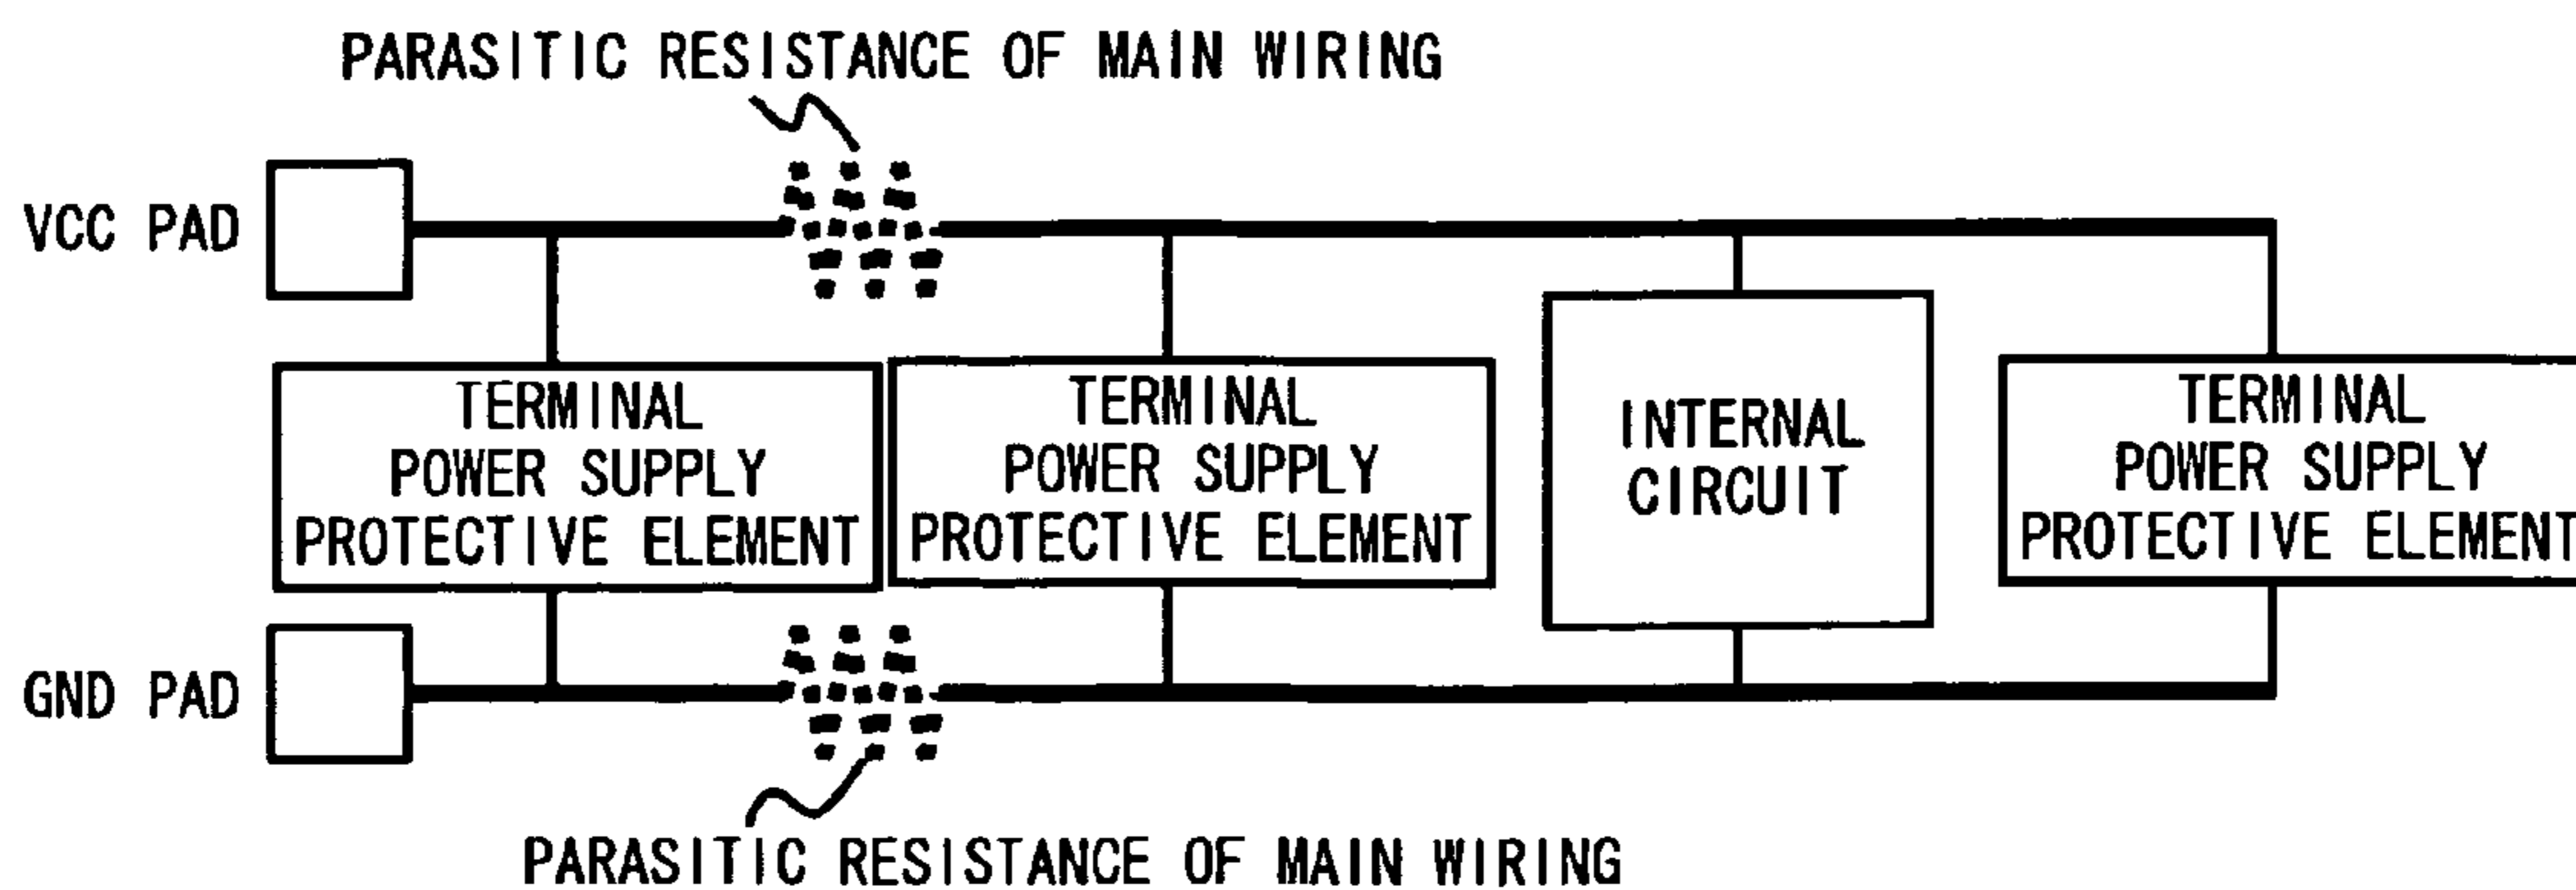 PARASITIC RESISTANCE OF MAIN WIRING
VCC PAD
TERMINAL
POWER SUPPLY
PROTECTIVE ELEMENT
TERMINAL
POWER SUPPLY
PROTECTIVE ELEMENT
INTERNAL
CIRCUIT
TERMINAL
POWER SUPPLY
PROTECTIVE ELEMENT
GND PAD
PARASITIC RESISTANCE OF MAIN WIRING